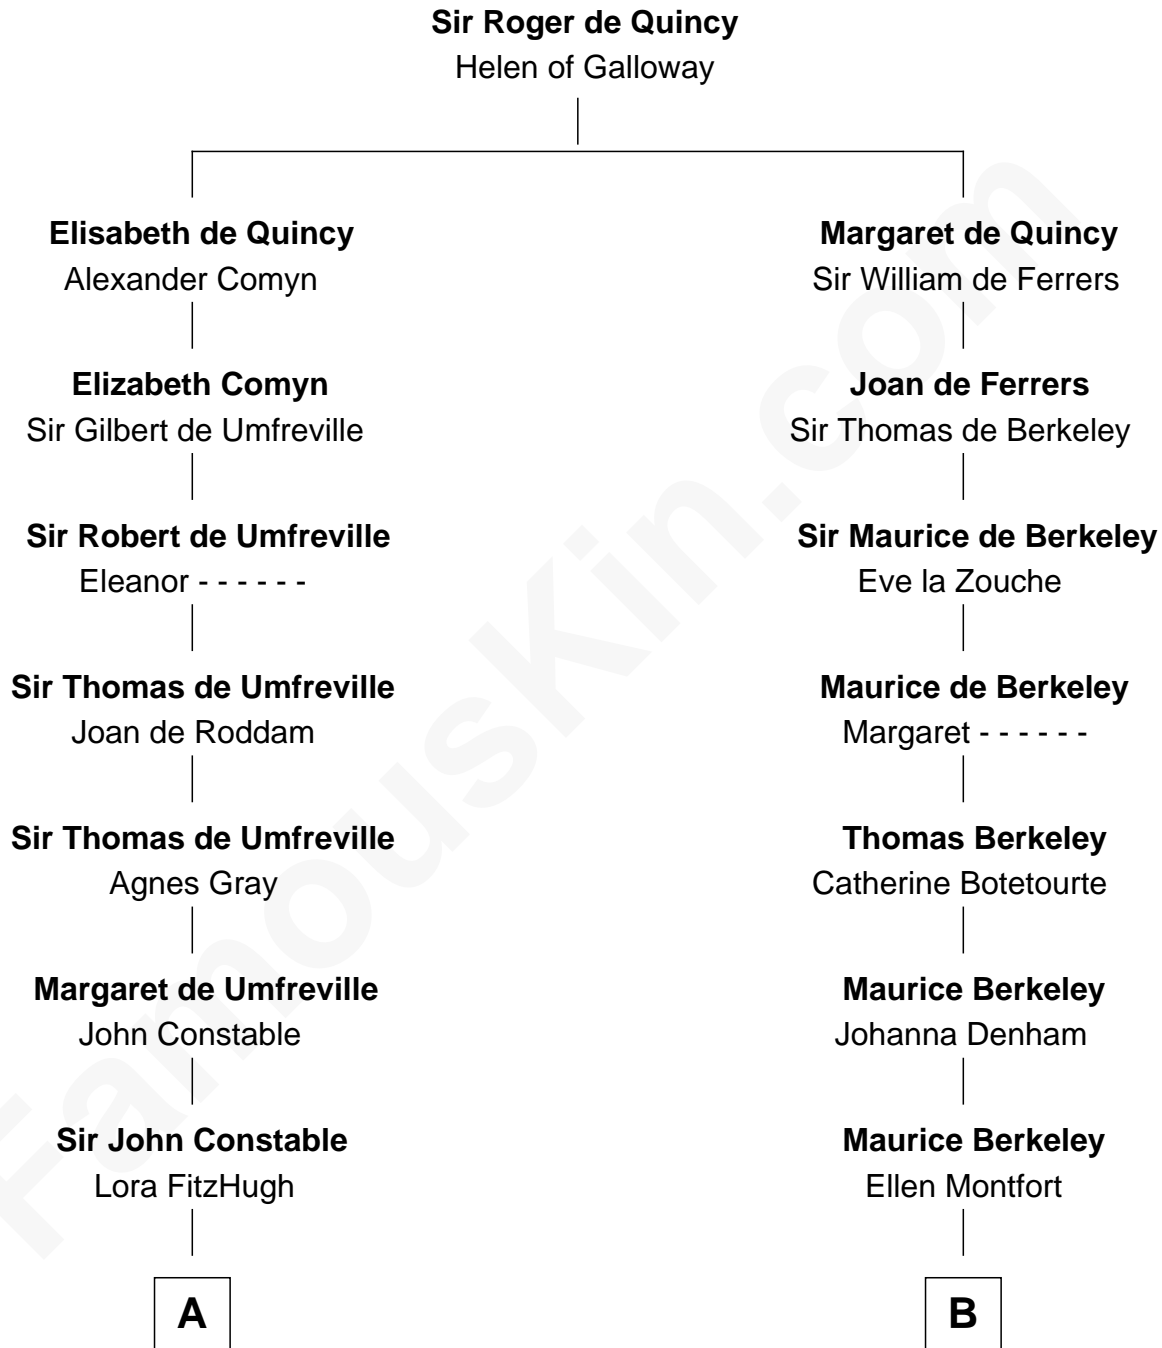 Sir Roger de Quincy
Helen of Galloway
Elisabeth de Quincy
Alexander Comyn
Margaret de Quincy
Sir William de Ferrers
Elizabeth Comyn
Sir Gilbert de Umfreville
Joan de Ferrers
Sir Thomas de Berkeley
Sir Robert de Umfreville
Eleanor - - - - - -
Sir Maurice de Berkeley
Eve la Zouche
Sir Thomas de Umfreville
Joan de Roddam
Maurice de Berkeley
Margaret - - - - - -
Sir Thomas de Umfreville
Agnes Gray
Thomas Berkeley
Catherine Botetourte
Margaret de Umfreville
John Constable
Maurice Berkeley
Johanna Denham
Sir John Constable
Lora FitzHugh
Maurice Berkeley
Ellen Montfort
A
B
FamousKin.com